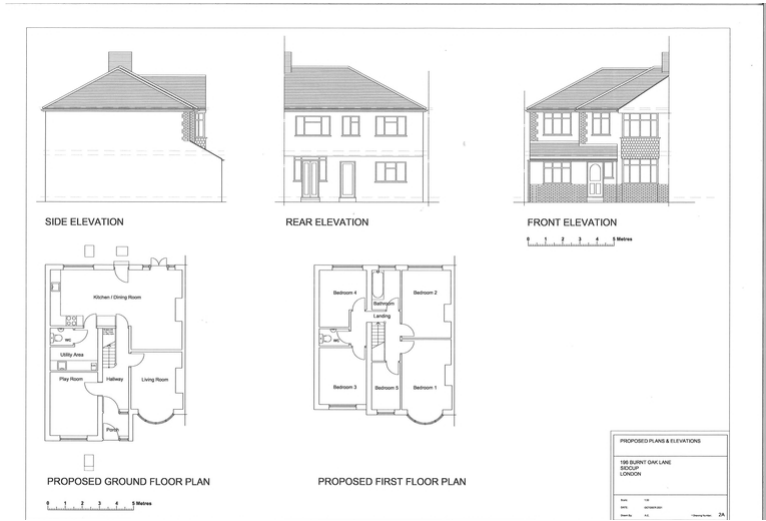 SIDE ELEVATION
REAR ELEVATION
FRONT ELEVATION
0 1 2 3 4 5 Metres
Kitchen / Dining Room
WC
Utility Area
Play Room
Hallway
Living Room
Porch
Bedroom 4
Bathroom
Bedroom 2
Landing
WC
Bedroom 3
Bedroom 5
Bedroom 1
PROPOSED GROUND FLOOR PLAN
PROPOSED FIRST FLOOR PLAN
0 1 2 3 4 5 Metres
PROPOSED PLANS & ELEVATIONS
196 BURNT OAK LANE
SIDCUP
LONDON
2A